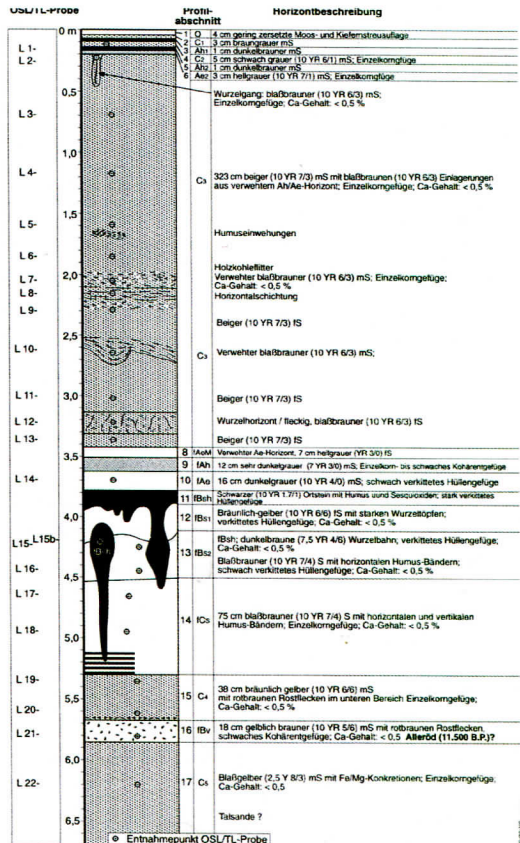 OSL/TL-Probe
Profil-
abschnitt
Horizontbeschreibung
0 m
1 O 4 cm gering zersetzte Moos- und Kiefernstreuauflage
2 C1 3 cm braungrauer mS
L 1-
3 Ah1 1 cm dunkelbrauner mS
L 2-
4 C2 5 cm schwach grauer (10 YR 6/1) mS; Einzelkorngefüge
5 Ah2 1 cm dunkelbrauner mS
6 Ae2 3 cm hellgrauer (10 YR 7/1) mS; Einzelkorngefüge
0,5
Wurzelgang: blaßbrauner (10 YR 6/3) mS;
Einzelkorngefüge; Ca-Gehalt: < 0,5 %
L 3-
1,0
L 4-
C3
323 cm beiger (10 YR 7/3) mS mit blaßbraunen (10 YR 6/3) Einlagerungen
aus verwehtem Ah/Ae-Horizont; Einzelkorngefüge; Ca-Gehalt: < 0,5 %
1,5
L 5-
Humuseinwehungen
L 6-
Holzkohleflitter
2,0
L 7-
Verwehter blaßbrauner (10 YR 6/3) mS; Einzelkorngefüge;
Ca-Gehalt: < 0,5 %
L 8-
Horizontalschichtung
L 9-
Beiger (10 YR 7/3) fS
2,5
L 10-
C3
Verwehter blaßbrauner (10 YR 6/3) mS;
L 11-
3,0
Beiger (10 YR 7/3) fS
L 12-
Wurzelhorizont / fleckig, blaßbrauner (10 YR 6/3) fS
L 13-
Beiger (10 YR 7/3) fS
3,5
8 fAeM Verwehter Ae-Horizont, 7 cm hellgrauer (YR 3/0) fS
9 fAh 12 cm sehr dunkelgrauer (7 YR 3/0) mS; Einzelkorn- bis schwaches Kohärentgefüge
L 14-
10 fAe 16 cm dunkelgrauer (10 YR 4/0) mS; schwach verkittetes Hüllengefüge
11 fBsh Schwarzer (10 YR 1.7/1) Ortstein mit Humus und Sesquioxiden; stark verkittetes
Hüllengefüge
4,0
12 fBs1 Bräunlich-gelber (10 YR 6/6) fS mit starken Wurzeltöpfen;
verkittetes Hüllengefüge; Ca-Gehalt: < 0,5 %
L15- L15b-
13 fBs2 fBsh; dunkelbraune (7,5 YR 4/6) Wurzelbahn; verkittetes Hüllengefüge;
Ca-Gehalt: < 0,5 %
L 16-
Blaßbrauner (10 YR 7/4) S mit horizontalen Humus-Bändern;
schwach verkittetes Hüllengefüge; Ca-Gehalt: < 0,5 %
4,5
L 17-
14 fCs 75 cm blaßbrauner (10 YR 7/4) S mit horizontalen und vertikalen
Humus-Bändern; Einzelkorngefüge; Ca-Gehalt: < 0,5 %
L 18-
5,0
L 19-
15 C4 38 cm bräunlich gelber (10 YR 6/6) mS
mit rotbraunen Rostflecken im unteren Bereich Einzelkorngefüge;
Ca-Gehalt: < 0,5 %
5,5
L 20-
L 21-
16 fBv 18 cm gelblich brauner (10 YR 5/6) mS mit rotbraunen Rostflecken,
schwaches Kohärentgefüge; Ca-Gehalt: < 0,5 Alleröd (11.500 B.P.)?
6,0
L 22-
17 C5 Blaßgelber (2,5 Y 8/3) mS mit Fe/Mg-Konkretionen; Einzelkorngefüge;
Ca-Gehalt: < 0,5
6,5
Talsande ?
Entnahmepunkt OSL/TL-Probe